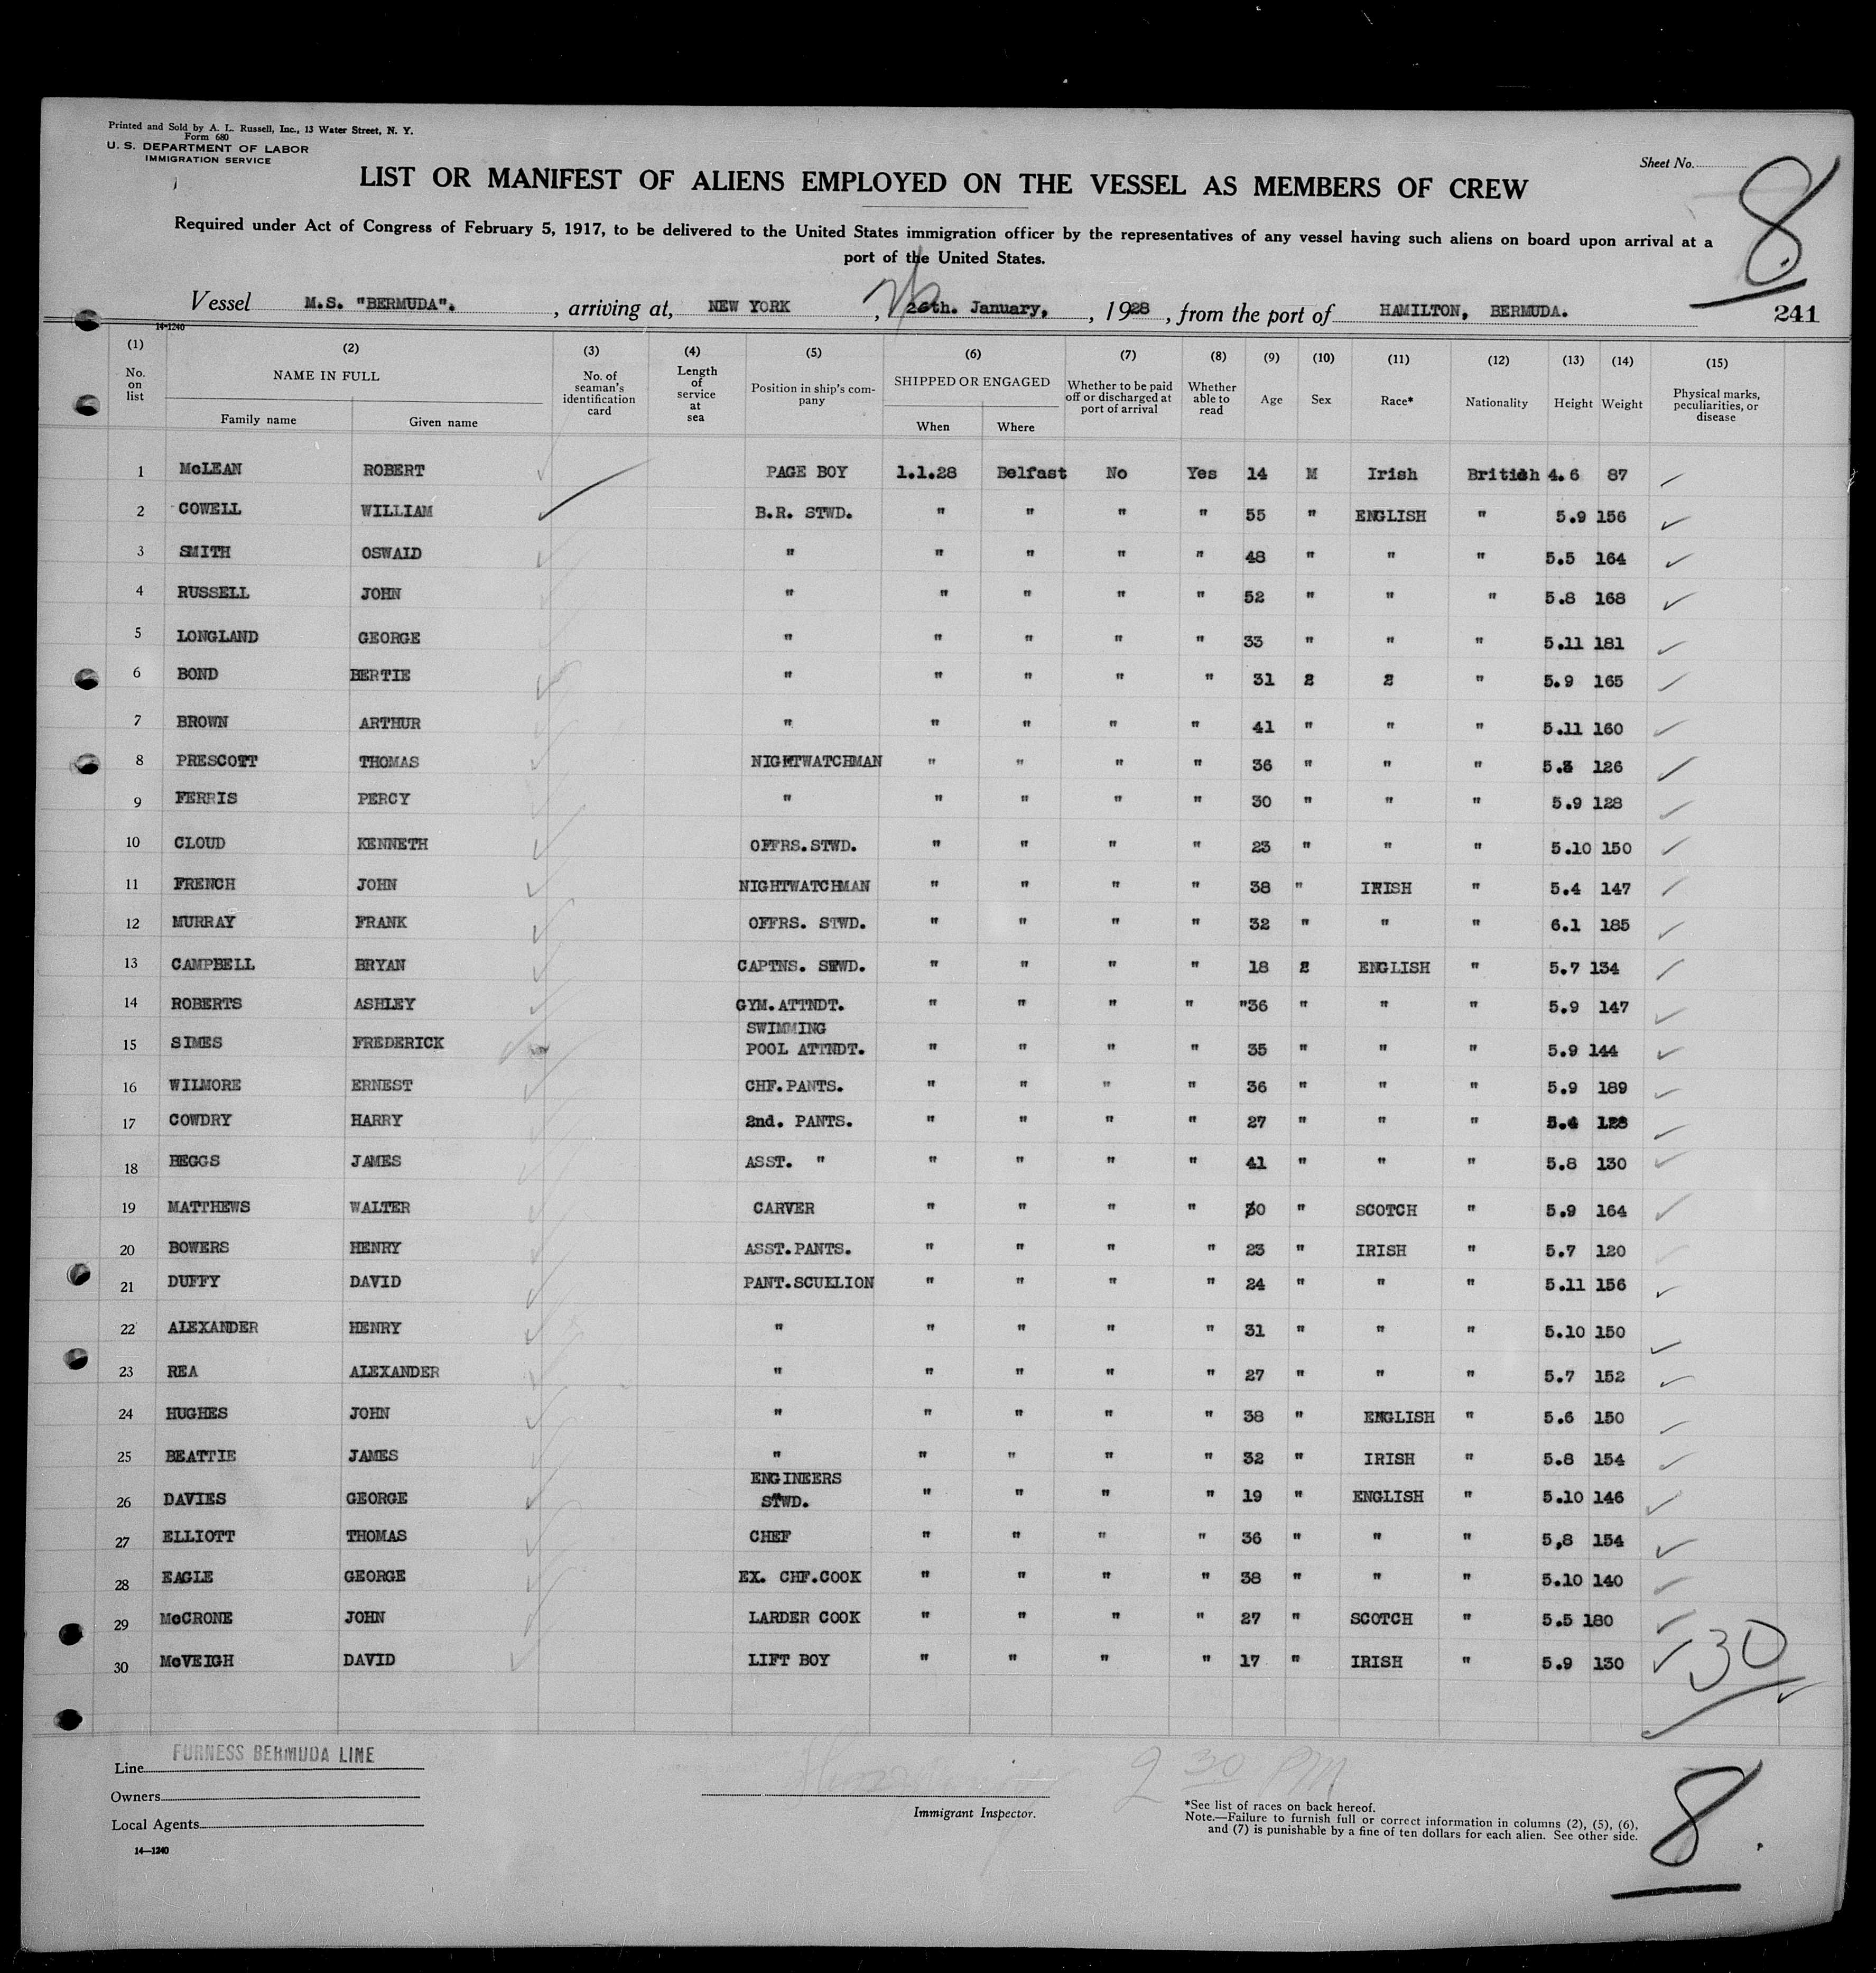 Printed and Sold by A. L. Russell, Inc., 13 Water Street, N. Y.
Form 680
U. S. DEPARTMENT OF LABOR
IMMIGRATION SERVICE
Sheet No. 8
LIST OR MANIFEST OF ALIENS EMPLOYED ON THE VESSEL AS MEMBERS OF CREW
Required under Act of Congress of February 5, 1917, to be delivered to the United States immigration officer by the representatives of any vessel having such aliens on board upon arrival at a
port of the United States.
Vessel M.S. "BERMUDA". , arriving at, NEW YORK , 26th. January, , 1928 , from the port of HAMILTON, BERMUDA. 241
14-1240
(1) (2) (3) (4) (5) (6) (7) (8) (9) (10) (11) (12) (13) (14) (15)
No. on list NAME IN FULL Family name Given name No. of seaman's identification card Length of service at sea Position in ship's company SHIPPED OR ENGAGED When Where Whether to be paid off or discharged at port of arrival Whether able to read Age Sex Race* Nationality Height Weight Physical marks, peculiarities, or disease
1 McLEAN ROBERT PAGE BOY 1.1.28 Belfast No Yes 14 M Irish British 4.6 87
2 COWELL WILLIAM B.R. STWD. " " " " 55 " ENGLISH " 5.9 156
3 SMITH OSWALD " " " " " 48 " " " 5.5 164
4 RUSSELL JOHN " " " " " 52 " " " 5.8 168
5 LONGLAND GEORGE " " " " " 33 " " " 5.11 181
6 BOND BERTIE " " " " " 31 2 2 " 5.9 165
7 BROWN ARTHUR " " " " " 41 " " " 5.11 160
8 PRESCOTT THOMAS NIGHTWATCHMAN " " " " 36 " " " 5.3 126
9 FERRIS PERCY " " " " " 30 " " " 5.9 128
10 CLOUD KENNETH OFFRS.STWD. " " " " 23 " " " 5.10 150
11 FRENCH JOHN NIGHTWATCHMAN " " " " 38 " IRISH " 5.4 147
12 MURRAY FRANK OFFRS. STWD. " " " " 32 " " " 6.1 185
13 CAMPBELL BRYAN CAPTNS. STWD. " " " " 18 2 ENGLISH " 5.7 134
14 ROBERTS ASHLEY GYM.ATTNDT. " " " " "36 " " " 5.9 147
15 SIMES FREDERICK SWIMMING POOL ATTNDT. " " " " 35 " " " 5.9 144
16 WILMORE ERNEST CHF.PANTS. " " " " 36 " " " 5.9 189
17 COWDRY HARRY 2nd. PANTS. " " " " 27 " " " 5.4 128
18 BEGGS JAMES ASST. " " " " " 41 " " " 5.8 130
19 MATTHEWS WALTER CARVER " " " " 30 " SCOTCH " 5.9 164
20 BOWERS HENRY ASST.PANTS. " " " " 23 " IRISH " 5.7 120
21 DUFFY DAVID PANT.SCULLION " " " " 24 " " " 5.11 156
22 ALEXANDER HENRY " " " " " 31 " " " 5.10 150
23 REA ALEXANDER " " " " " 27 " " " 5.7 152
24 HUGHES JOHN " " " " " 38 " ENGLISH " 5.6 150
25 BEATTIE JAMES " " " " " 32 " IRISH " 5.8 154
26 DAVIES GEORGE ENGINEERS STWD. " " " " 19 " ENGLISH " 5.10 146
27 ELLIOTT THOMAS CHEF " " " " 36 " " " 5,8 154
28 EAGLE GEORGE EX. CHF.COOK " " " " 38 " " " 5.10 140
29 McCRONE JOHN LARDER COOK " " " " 27 " SCOTCH " 5.5 180
30 McVEIGH DAVID LIFT BOY " " " " 17 " IRISH " 5.9 130
30
Line FURNESS BERMUDA LINE
Owners
Local Agents
14—1240
Immigrant Inspector.
2 30 PM
*See list of races on back hereof.
Note.—Failure to furnish full or correct information in columns (2), (5), (6),
and (7) is punishable by a fine of ten dollars for each alien. See other side.
8.